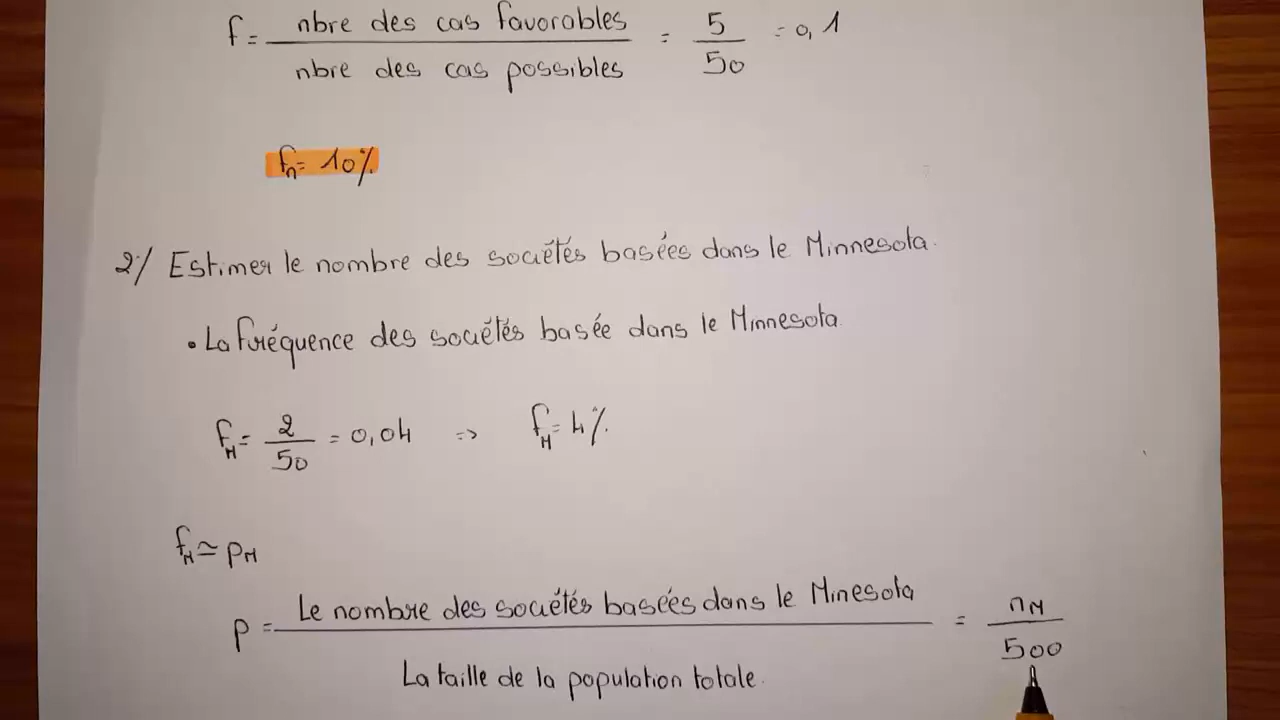 f = nbre des cas favorables / nbre des cas possibles = 5/50 = 0,1
fn = 10%
2°/ Estimer le nombre des sociétés basées dans le Minnesota.
• La fréquence des sociétés basée dans le Minnesota.
fM = 2/50 = 0,04 => fM = 4%
fM ≃ pM
p = Le nombre des sociétés basées dans le Minesota / La taille de la population totale. = nM/500